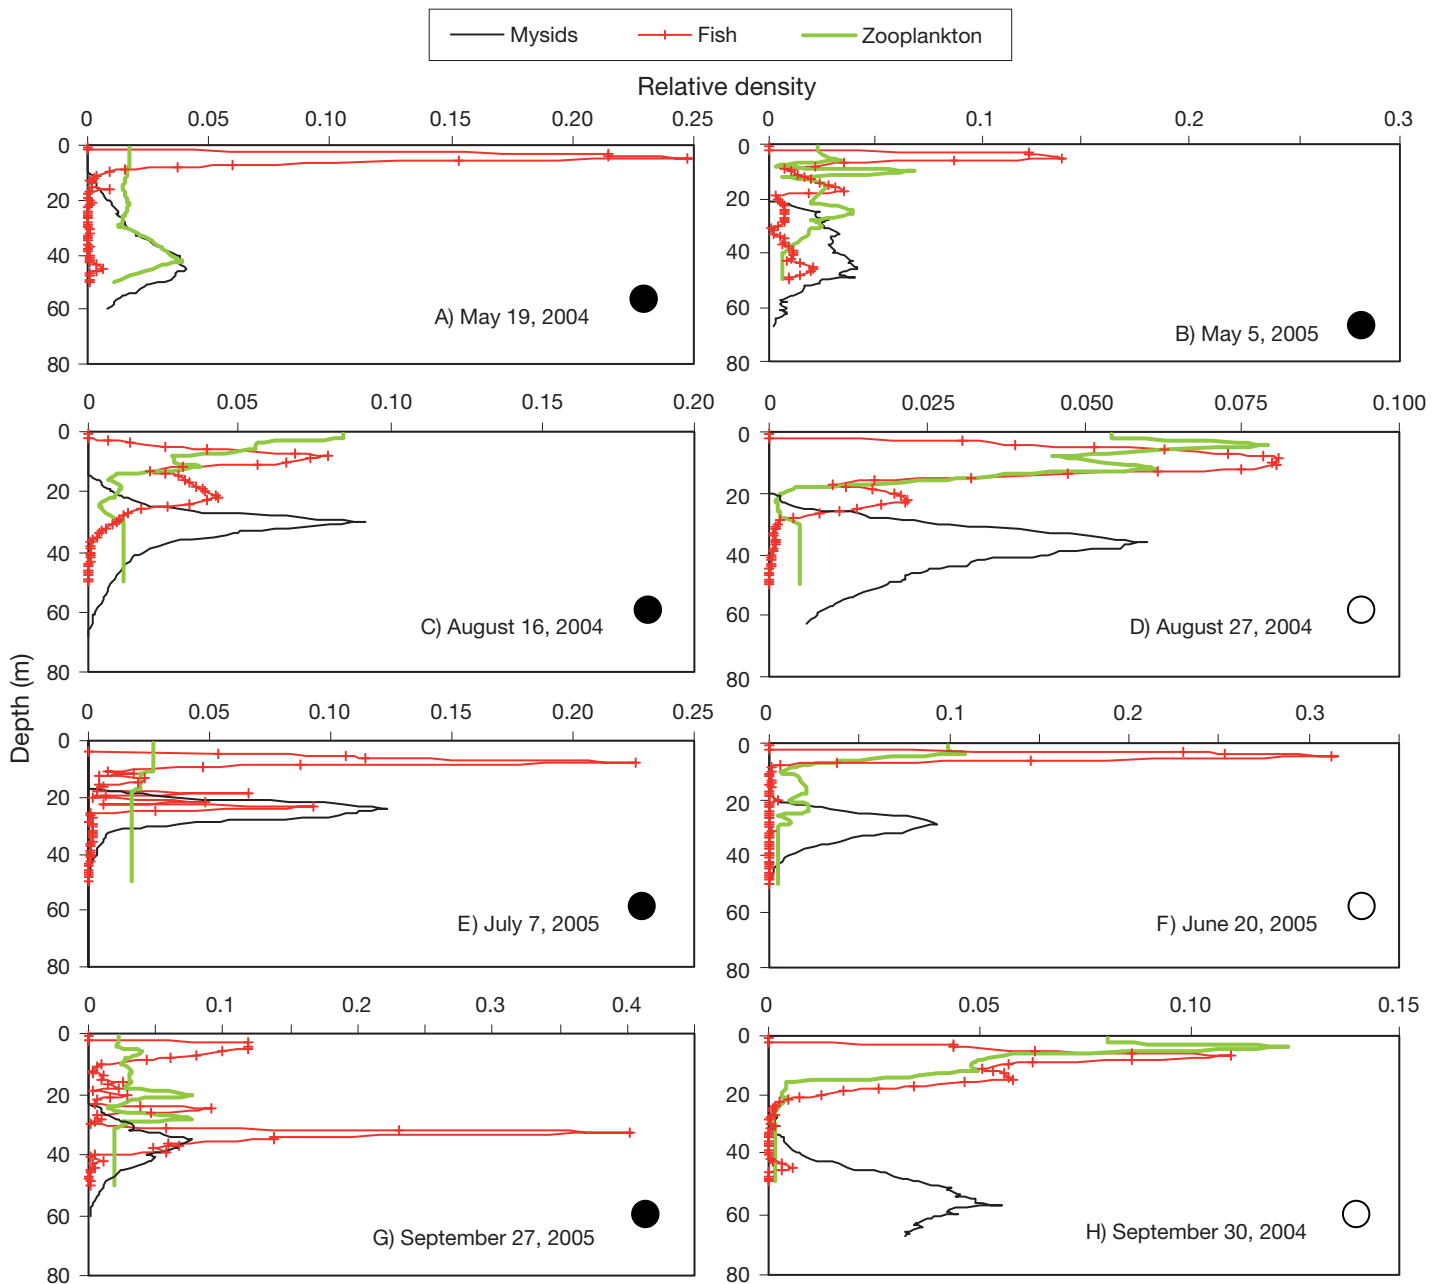 Mysids Fish Zooplankton
Relative density
0 0.05 0.10 0.15 0.20 0.25
0 0.1 0.2 0.3
0
20
40
60
80
A) May 19, 2004
0
20
40
60
80
B) May 5, 2005
0 0.05 0.10 0.15 0.20
0 0.025 0.050 0.075 0.100
0
20
40
60
80
C) August 16, 2004
0
20
40
60
80
D) August 27, 2004
Depth (m)
0 0.05 0.10 0.15 0.20 0.25
0 0.1 0.2 0.3
0
20
40
60
80
E) July 7, 2005
0
20
40
60
80
F) June 20, 2005
0 0.1 0.2 0.3 0.4
0 0.05 0.10 0.15
0
20
40
60
80
G) September 27, 2005
0
20
40
60
80
H) September 30, 2004